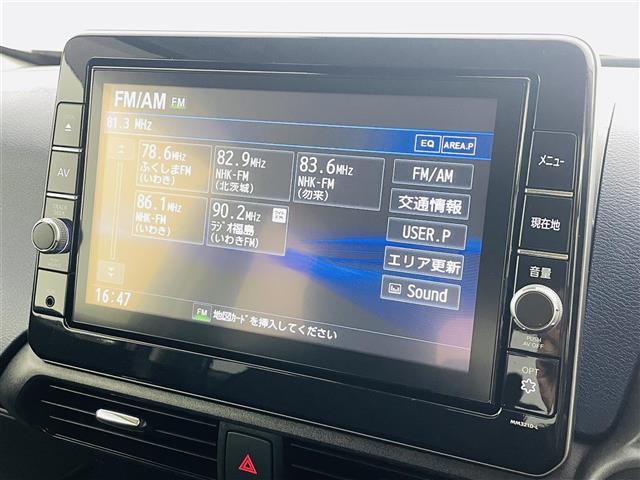 FM/AM FM
81.3 MHz
EQ AREA.P
78.6MHz
ふくしまFM
(いわき)
82.9MHz
NHK-FM
(北茨城)
83.6MHz
NHK-FM
(勿来)
86.1MHz
NHK-FM
(いわき)
90.2MHz
ﾗｼﾞｵ福島
(いわきFM)
FM/AM
交通情報
USER.P
エリア更新
Sound
16:47
FM 地図ｶｰﾄﾞを挿入してください
AV
メニュー
現在地
音量
PUSH
AV OFF
OPT
MM321D-L